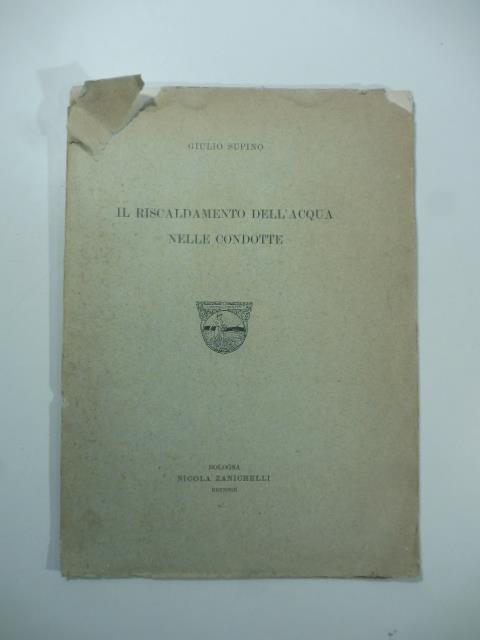 GIULIO SUPINO
IL RISCALDAMENTO DELL'ACQUA
NELLE CONDOTTE
BOLOGNA
NICOLA ZANICHELLI
EDITORE